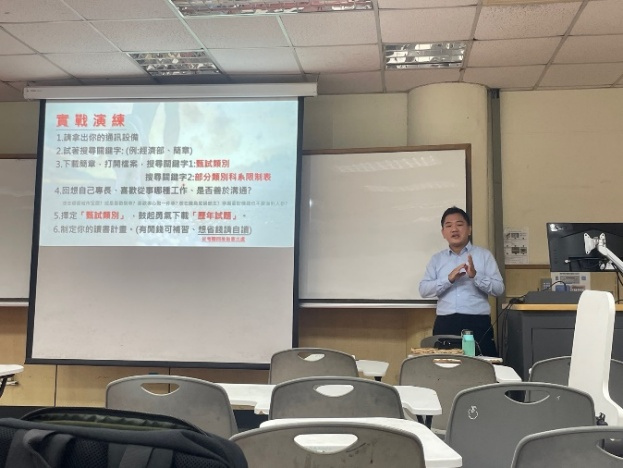 實戰演練
1.請拿出你的通訊設備
2.試著搜尋關鍵字: (例:經濟部、簡章)
3.下載簡章，打開檔案，搜尋關鍵字1:甄試類別
搜尋關鍵字2:部分類別科系限制表
4.回想自己專長、喜歡從事哪種工作、是否善於溝通?
5.擇定「甄試類別」，鼓起勇氣下載「歷年試題」。
6.制定你的讀書計畫。(有閒錢可補習、想省錢請自讀)